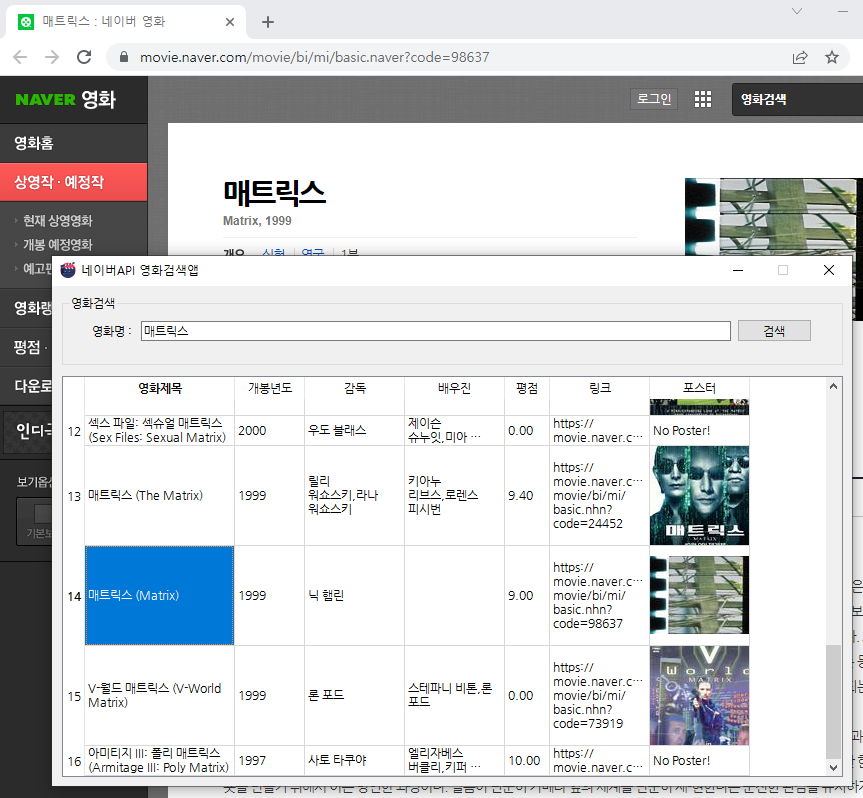 매트릭스 : 네이버 영화
movie.naver.com/movie/bi/mi/basic.naver?code=98637
NAVER 영화
로그인
영화검색
영화홈
상영작 · 예정작
현재 상영영화
개봉 예정영화
예고편
영화랭
평점 ·
다운로
인디극
보기옵션
기본보
매트릭스
Matrix, 1999
개요 실험 영국 1분
네이버API 영화검색앱
영화검색
영화명 : 매트릭스 검색
영화제목 개봉년도 감독 배우진 평점 링크 포스터
12
섹스 파일: 섹슈얼 매트릭스
(Sex Files: Sexual Matrix)
2000
우도 블래스
제이슨
슈누잇,미아 …
0.00
https://
movie.naver.c…
No Poster!
13
매트릭스 (The Matrix)
1999
릴리
워쇼스키,라나
워쇼스키
키아누
리브스,로렌스
피시번
9.40
https://
movie.naver.c…
movie/bi/mi/
basic.nhn?
code=24452
매트릭스
MATRIX
14
매트릭스 (Matrix)
1999
닉 햄린
9.00
https://
movie.naver.c…
movie/bi/mi/
basic.nhn?
code=98637
15
V-월드 매트릭스 (V-World
Matrix)
1999
론 포드
스테파니 비튼,론
포드
0.00
https://
movie.naver.c…
movie/bi/mi/
basic.nhn?
code=73919
V
World
MATRIX
16
아미티지 III: 폴리 매트릭스
(Armitage III: Poly Matrix)
1997
사토 타쿠야
엘리자베스
버클리,키퍼 …
10.00
https://
movie.naver.c…
No Poster!